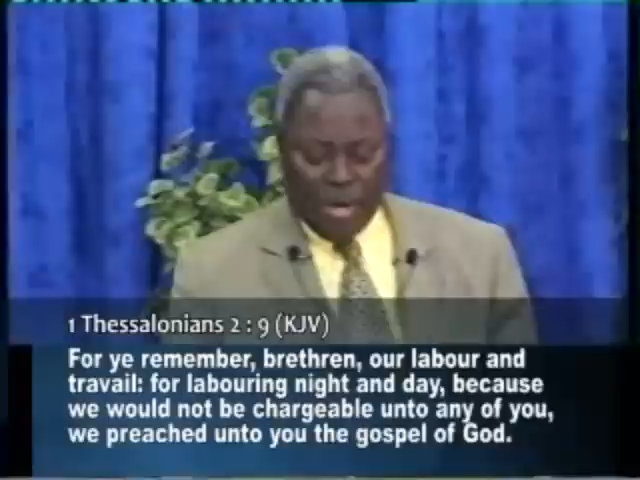 1 Thessalonians 2 : 9 (KJV)
For ye remember, brethren, our labour and
travail: for labouring night and day, because
we would not be chargeable unto any of you,
we preached unto you the gospel of God.